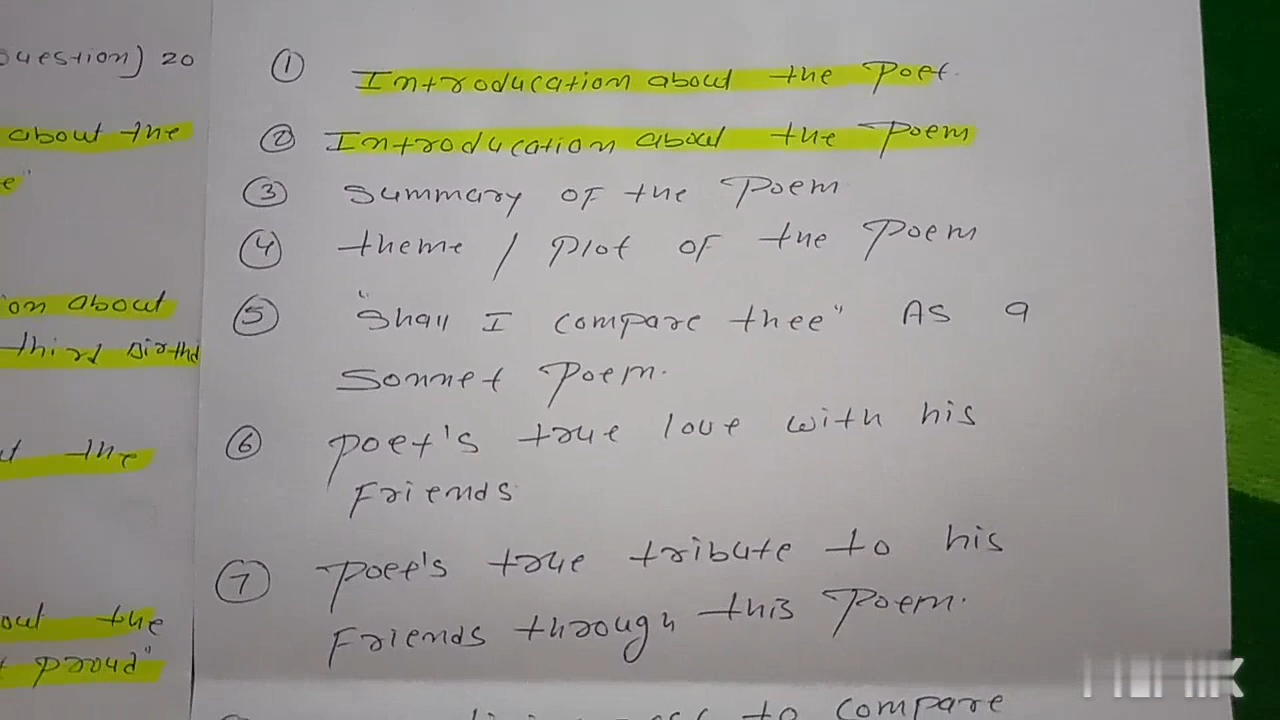 Question) 20
about the
e"
on about
third Birthd
t the
out the
t proud"
① Introducation about the Poet.
② Introducation about the Poem
③ Summary OF the Poem
④ theme / Plot OF the Poem
⑤ "Shall I compare thee" As a
Sonnet Poem.
⑥ Poet's true love with his
Friends
⑦ Poet's true tribute to his
Friends through this Poem.
to compare